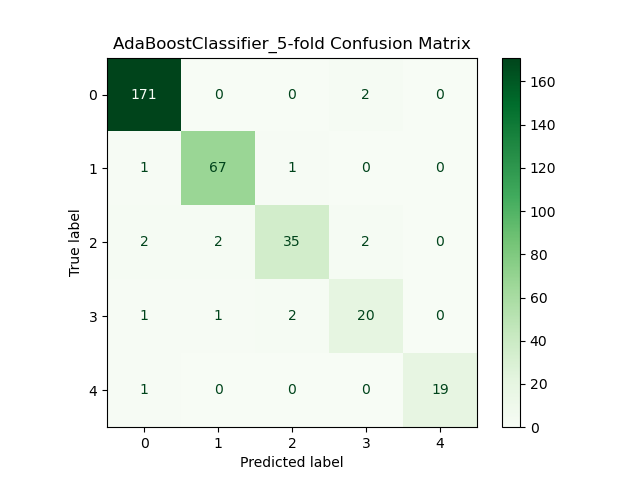 AdaBoostClassifier_5-fold Confusion Matrix
True label
0 171 0 0 2 0
1 1 67 1 0 0
2 2 2 35 2 0
3 1 1 2 20 0
4 1 0 0 0 19
0 1 2 3 4
Predicted label
160
140
120
100
80
60
40
20
0